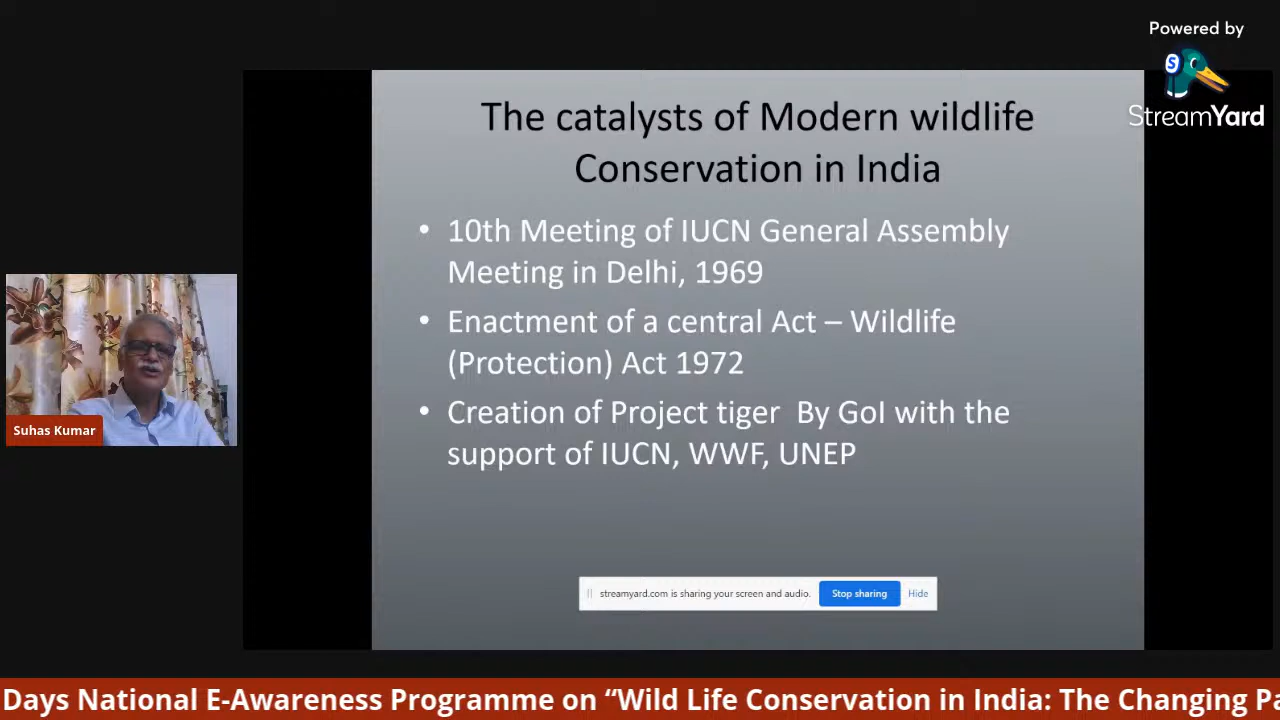 Powered by
S
StreamYard
The catalysts of Modern wildlife
Conservation in India
• 10th Meeting of IUCN General Assembly
Meeting in Delhi, 1969
• Enactment of a central Act – Wildlife
(Protection) Act 1972
• Creation of Project tiger By GoI with the
support of IUCN, WWF, UNEP
Suhas Kumar
streamyard.com is sharing your screen and audio. Stop sharing Hide
Days National E-Awareness Programme on “Wild Life Conservation in India: The Changing Pa